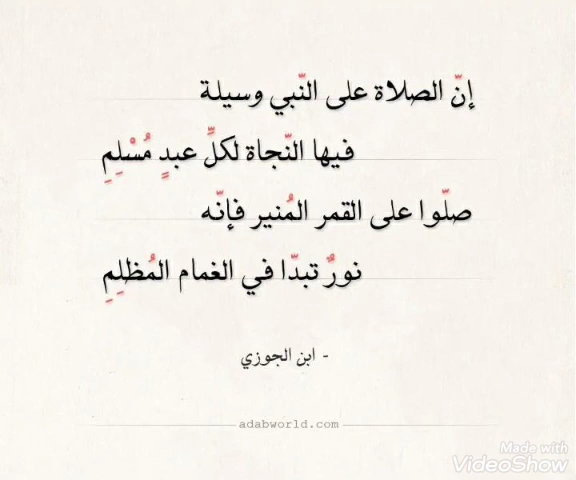 إنّ الصلاة على النّبي وسيلة
فيها النّجاة لكلِّ عبدٍ مُسْلِمِ
صلّوا على القمر المُنير فإنّه
نورٌ تبدّا في الغمام المُظلِمِ
- ابن الجوزي
adabworld.com
Made with
VideoShow